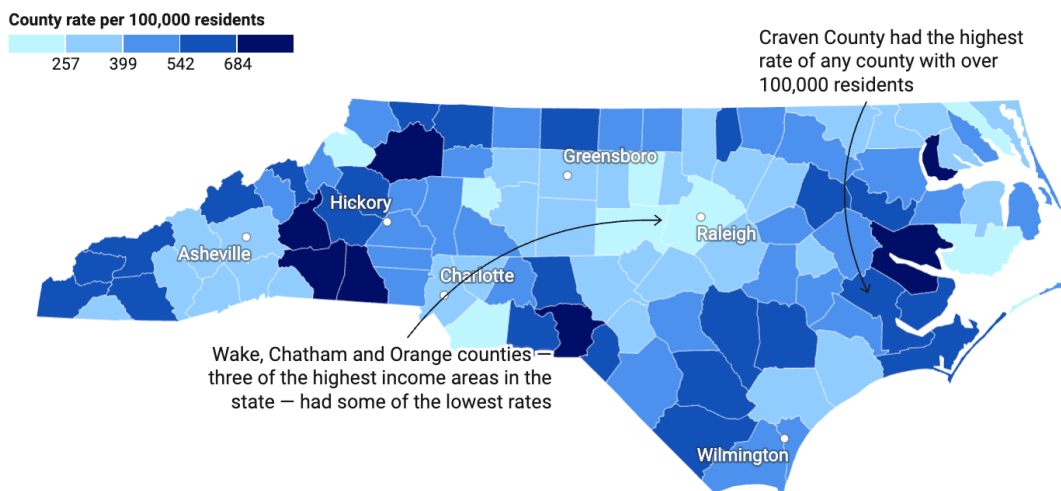 County rate per 100,000 residents
257 399 542 684
Craven County had the highest
rate of any county with over
100,000 residents
Greensboro
Hickory
Raleigh
Asheville
Charlotte
Wake, Chatham and Orange counties —
three of the highest income areas in the
state — had some of the lowest rates
Wilmington